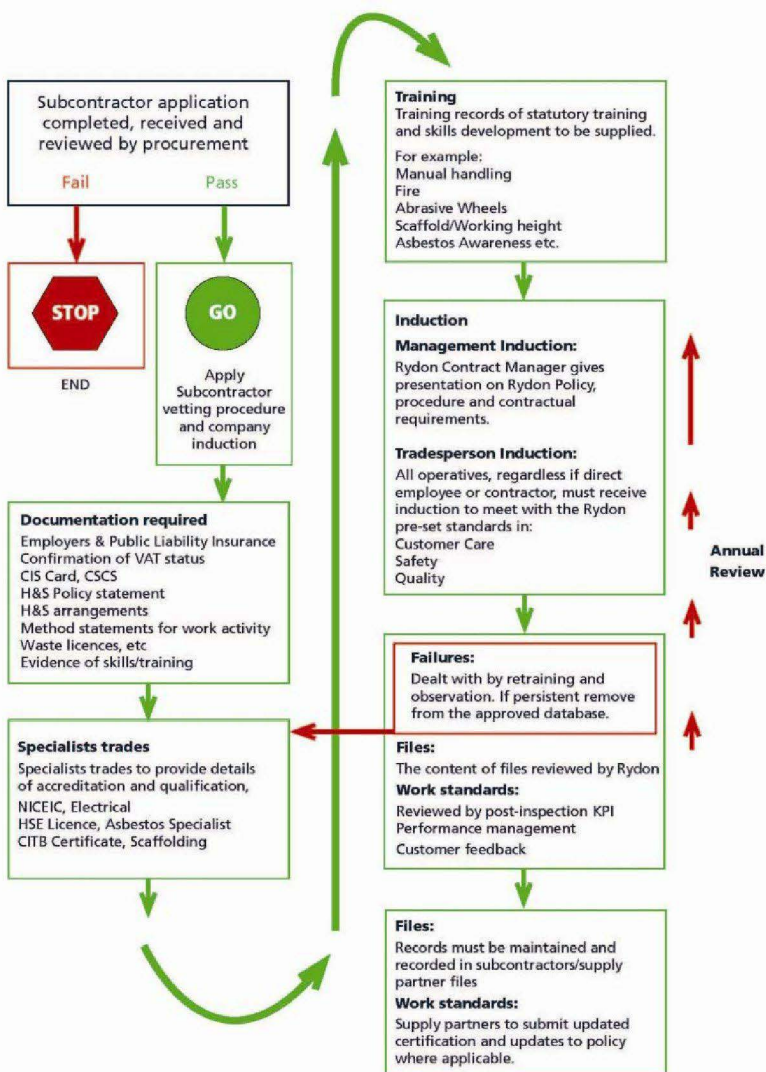 Subcontractor application
completed, received and
reviewed by procurement
Fail
Pass
STOP
END
GO
Apply
Subcontractor
vetting procedure
and company
induction
Documentation required
Employers & Public Liability Insurance
Confirmation of VAT status
CIS Card, CSCS
H&S Policy statement
H&S arrangements
Method statements for work activity
Waste licences, etc
Evidence of skills/training
Specialists trades
Specialists trades to provide details
of accreditation and qualification,
NICEIC, Electrical
HSE Licence, Asbestos Specialist
CITB Certificate, Scaffolding
Training
Training records of statutory training
and skills development to be supplied.
For example:
Manual handling
Fire
Abrasive Wheels
Scaffold/Working height
Asbestos Awareness etc.
Induction
Management Induction:
Rydon Contract Manager gives
presentation on Rydon Policy,
procedure and contractual
requirements.
Tradesperson Induction:
All operatives, regardless if direct
employee or contractor, must receive
induction to meet with the Rydon
pre-set standards in:
Customer Care
Safety
Quality
Annual
Review
Failures:
Dealt with by retraining and
observation. If persistent remove
from the approved database.
Files:
The content of files reviewed by Rydon
Work standards:
Reviewed by post-inspection KPI
Performance management
Customer feedback
Files:
Records must be maintained and
recorded in subcontractors/supply
partner files
Work standards:
Supply partners to submit updated
certification and updates to policy
where applicable.